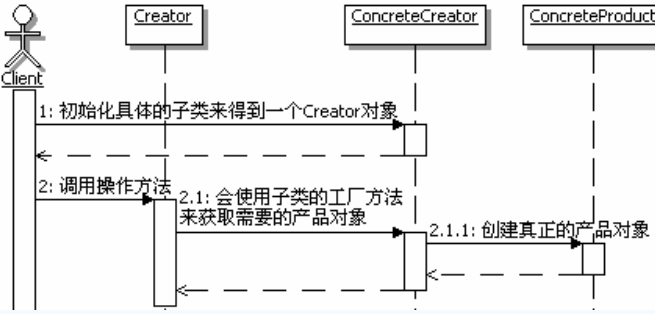 Creator
ConcreteCreator
ConcreteProduct
Client
1: 初始化具体的子类来得到一个Creator对象
2: 调用操作方法
2.1: 会使用子类的工厂方法
来获取需要的产品对象
2.1.1: 创建真正的产品对象